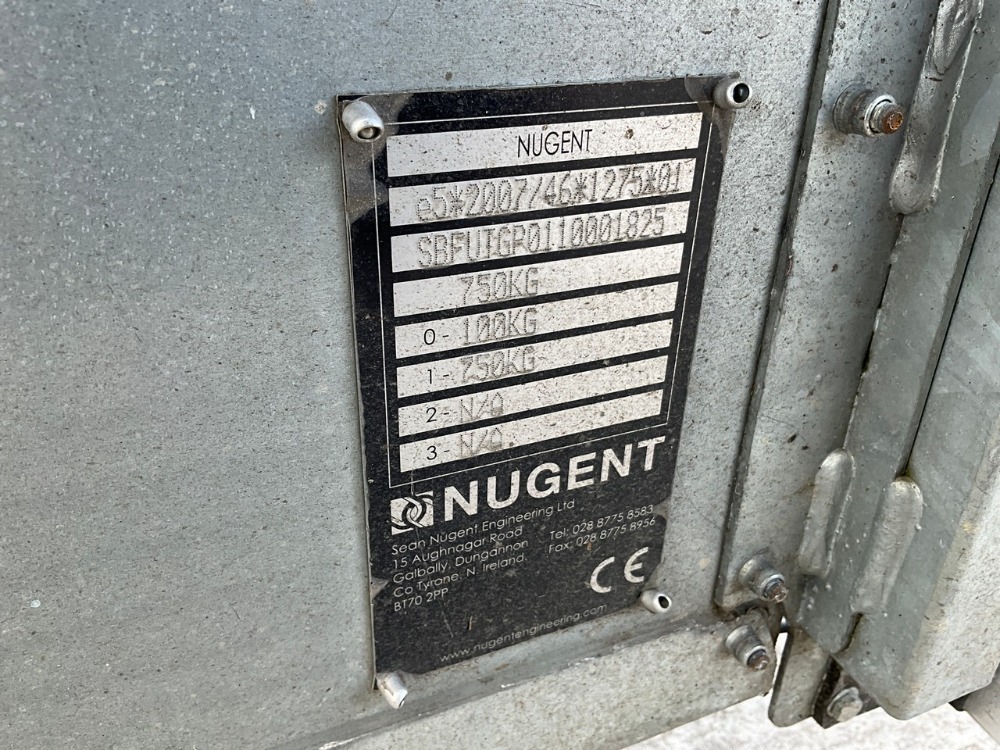 NUGENT
e5*2007/46*1275*01
SBFUTGP0110001825
750KG
0- 100KG
1- 750KG
2- N/A
3- N/A
NUGENT
Sean Nugent Engineering Ltd
15 Aughnagar Road
Galbally, Dungannon
Co Tyrone, N. Ireland.
BT70 2PP
Tel: 028 8775 8583
Fax: 028 8775 8956
CE
www.nugentengineering.com